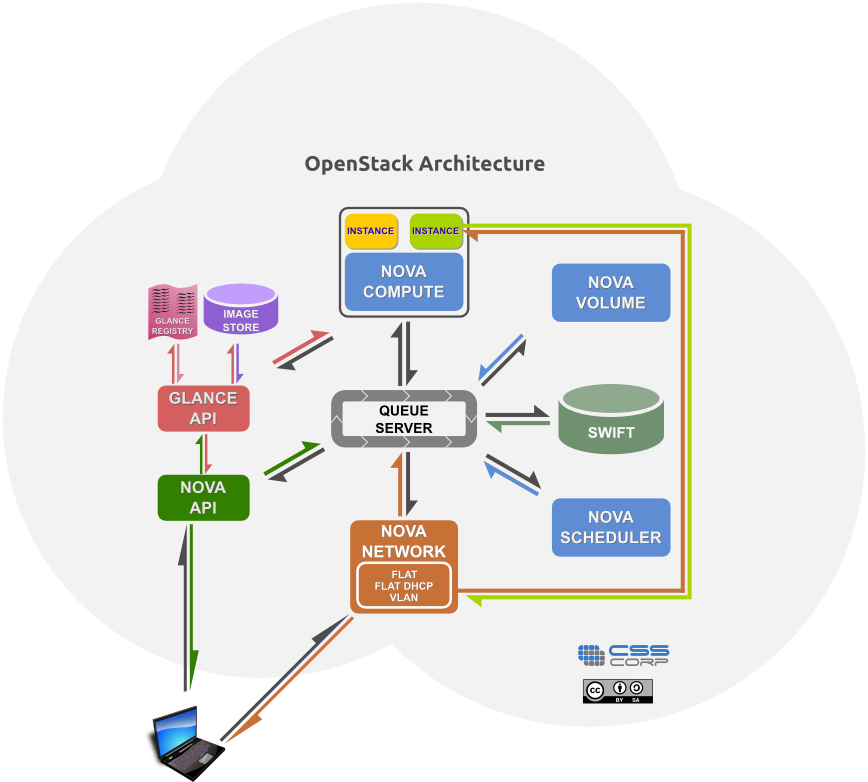 OpenStack Architecture
INSTANCE
INSTANCE
NOVA
COMPUTE
NOVA
VOLUME
GLANCE
REGISTRY
IMAGE
STORE
GLANCE
API
QUEUE
SERVER
SWIFT
NOVA
API
NOVA
SCHEDULER
NOVA
NETWORK
FLAT
FLAT DHCP
VLAN
CSS
CORP
cc
BY SA